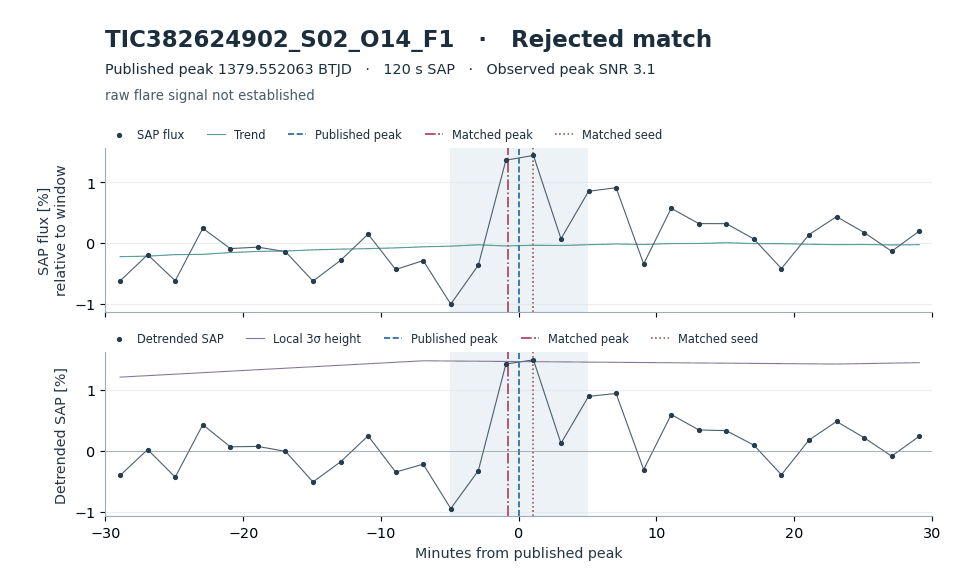 TIC382624902_S02_O14_F1 · Rejected match
Published peak 1379.552063 BTJD · 120 s SAP · Observed peak SNR 3.1
raw flare signal not established
SAP flux Trend Published peak Matched peak Matched seed
SAP flux [%]
relative to window
1
0
−1
Detrended SAP Local 3σ height Published peak Matched peak Matched seed
Detrended SAP [%]
1
0
−1
−30 −20 −10 0 10 20 30
Minutes from published peak